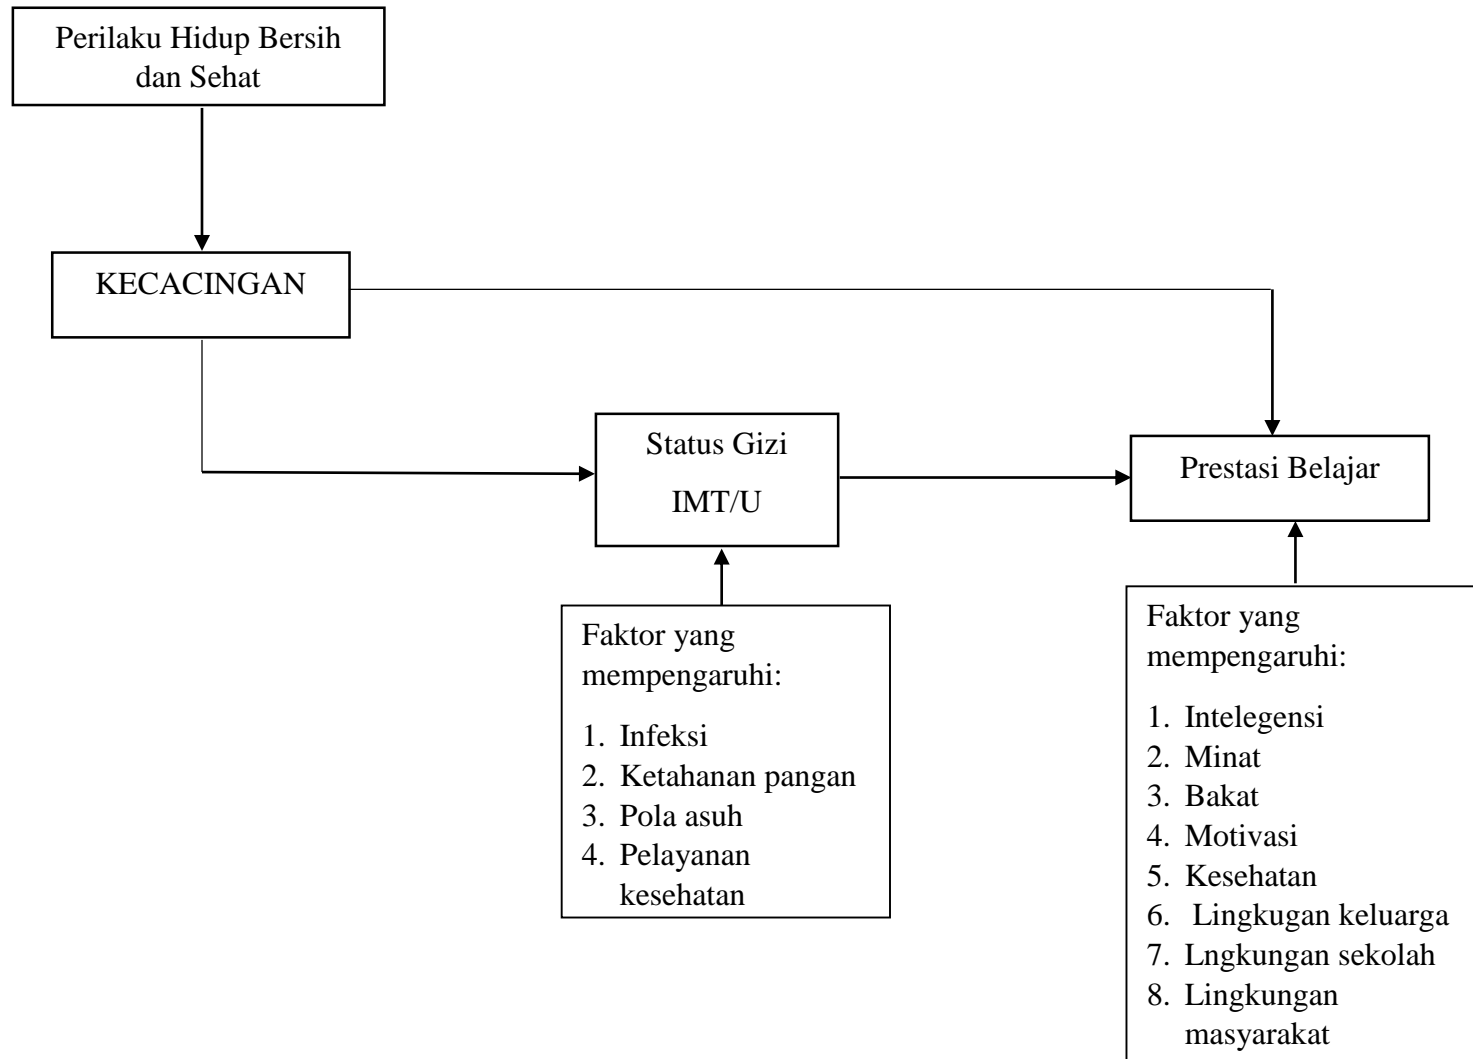 Perilaku Hidup Bersih
dan Sehat
KECACINGAN
Status Gizi
IMT/U
Prestasi Belajar
Faktor yang
mempengaruhi:
1. Infeksi
2. Ketahanan pangan
3. Pola asuh
4. Pelayanan
kesehatan
Faktor yang
mempengaruhi:
1. Intelegensi
2. Minat
3. Bakat
4. Motivasi
5. Kesehatan
6. Lingkugan keluarga
7. Lngkungan sekolah
8. Lingkungan
masyarakat